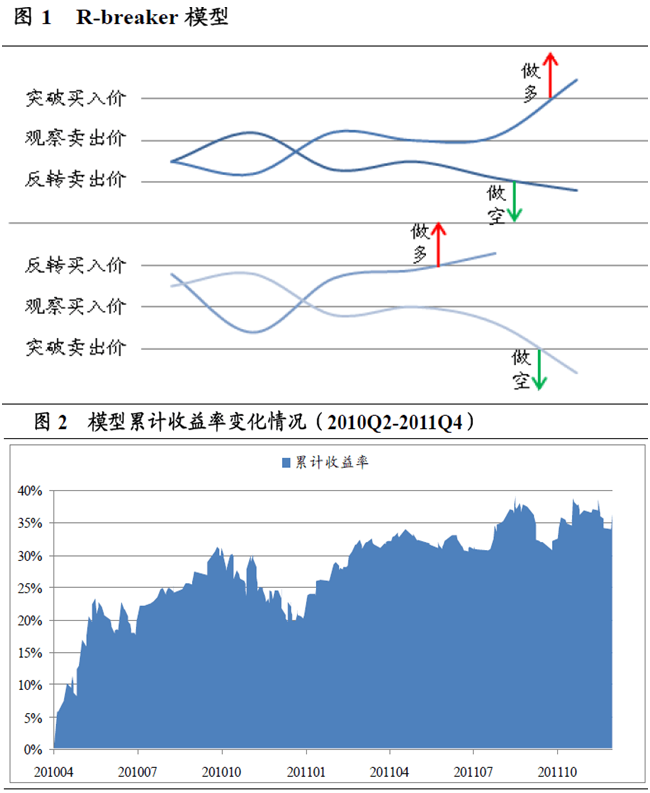 图 1 R-breaker 模型
做多
突破买入价
观察卖出价
反转卖出价
做空
做多
反转买入价
观察买入价
突破卖出价
做空
图 2 模型累计收益率变化情况（2010Q2-2011Q4）
累计收益率
40%
35%
30%
25%
20%
15%
10%
5%
0%
201004 201007 201010 201101 201104 201107 201110